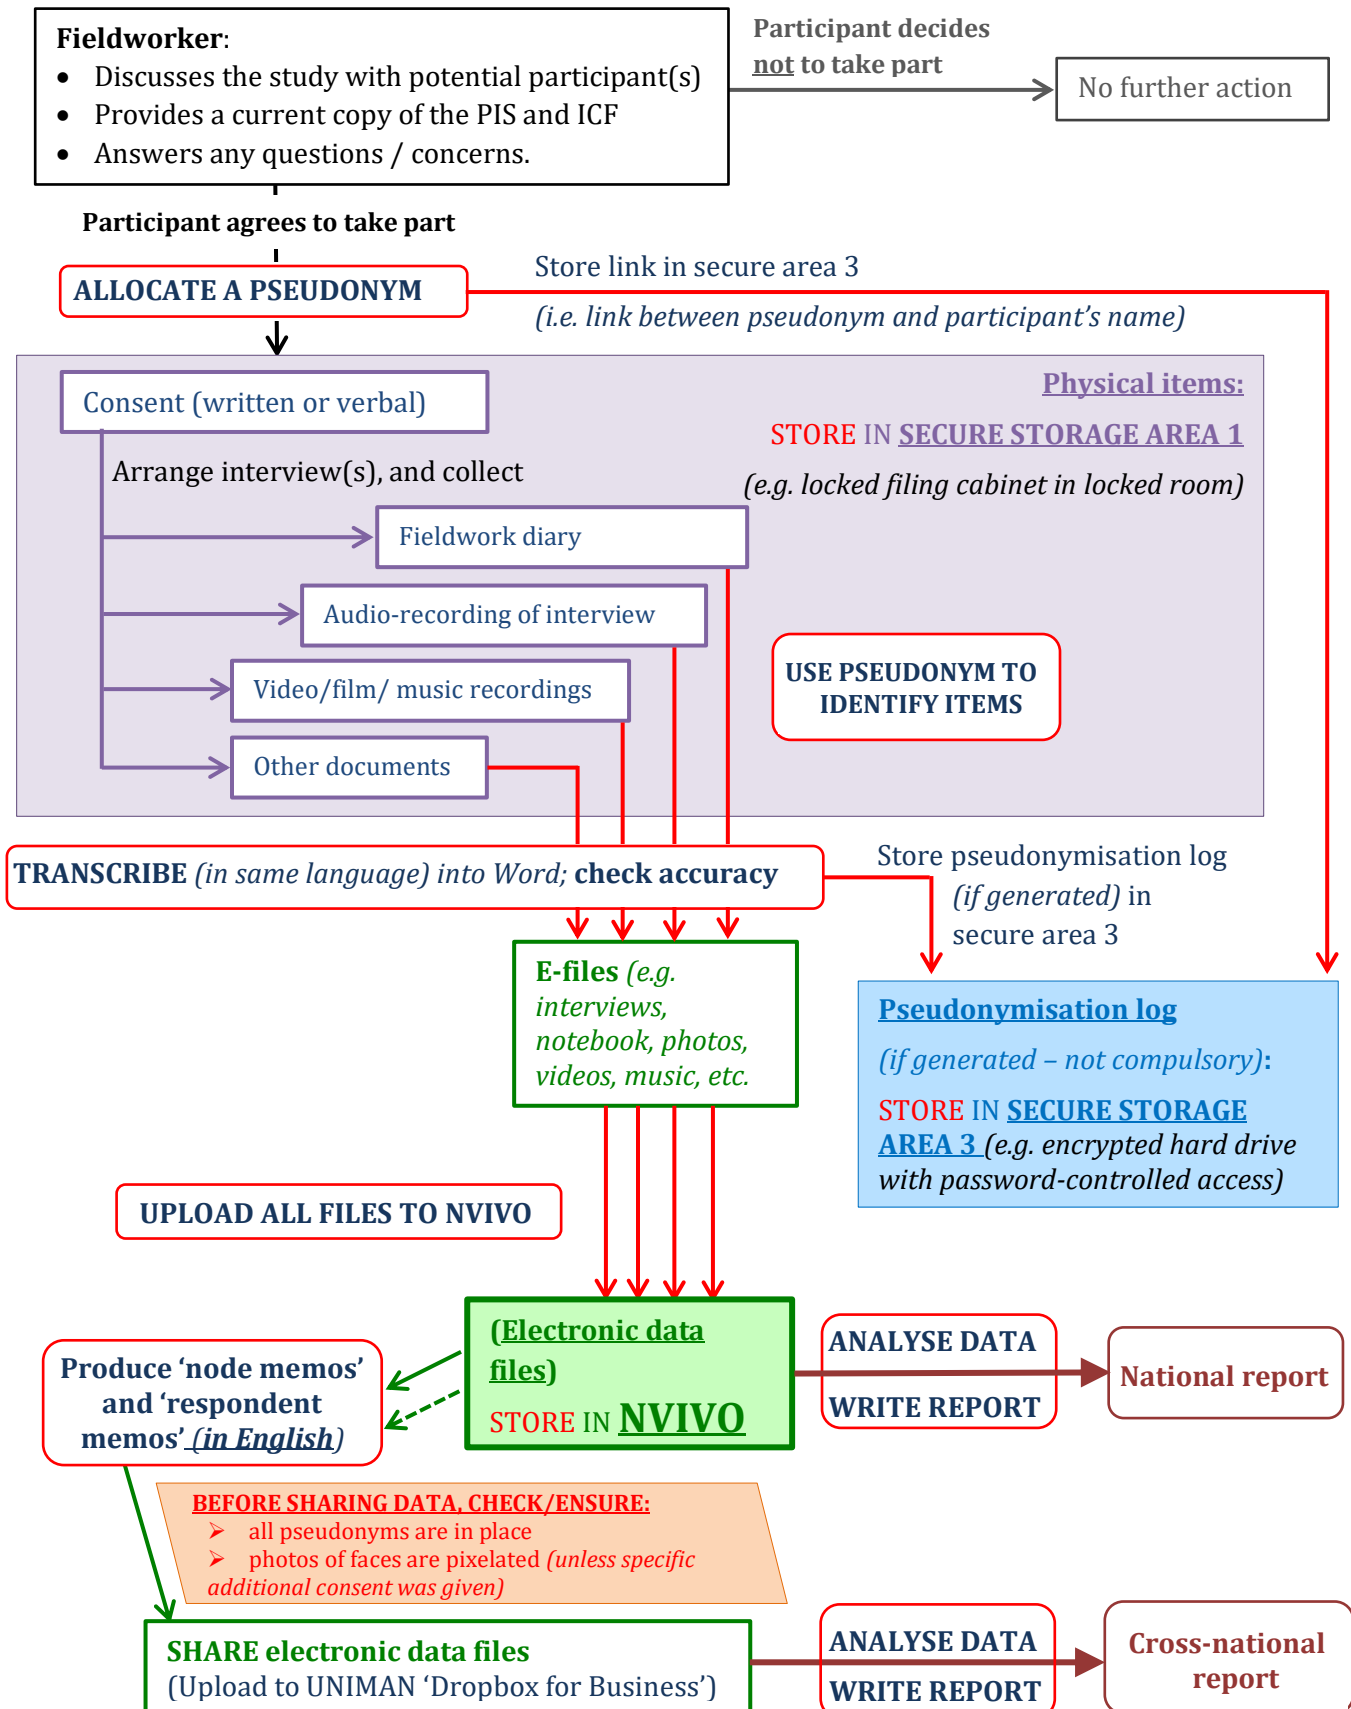 Fieldworker:
• Discusses the study with potential participant(s)
• Provides a current copy of the PIS and ICF
• Answers any questions / concerns.
Participant decides
not to take part
No further action
Participant agrees to take part
ALLOCATE A PSEUDONYM
Store link in secure area 3
(i.e. link between pseudonym and participant’s name)
Physical items:
STORE IN SECURE STORAGE AREA 1
(e.g. locked filing cabinet in locked room)
Consent (written or verbal)
Arrange interview(s), and collect
Fieldwork diary
Audio-recording of interview
Video/film/ music recordings
Other documents
USE PSEUDONYM TO
IDENTIFY ITEMS
TRANSCRIBE (in same language) into Word; check accuracy
Store pseudonymisation log
(if generated) in
secure area 3
E-files (e.g.
interviews,
notebook, photos,
videos, music, etc.
Pseudonymisation log
(if generated – not compulsory):
STORE IN SECURE STORAGE
AREA 3 (e.g. encrypted hard drive
with password-controlled access)
UPLOAD ALL FILES TO NVIVO
(Electronic data
files)
STORE IN NVIVO
ANALYSE DATA
WRITE REPORT
National report
Produce ‘node memos’
and ‘respondent
memos’ (in English)
BEFORE SHARING DATA, CHECK/ENSURE:
➢ all pseudonyms are in place
➢ photos of faces are pixelated (unless specific
additional consent was given)
SHARE electronic data files
(Upload to UNIMAN ‘Dropbox for Business’)
ANALYSE DATA
WRITE REPORT
Cross-national
report